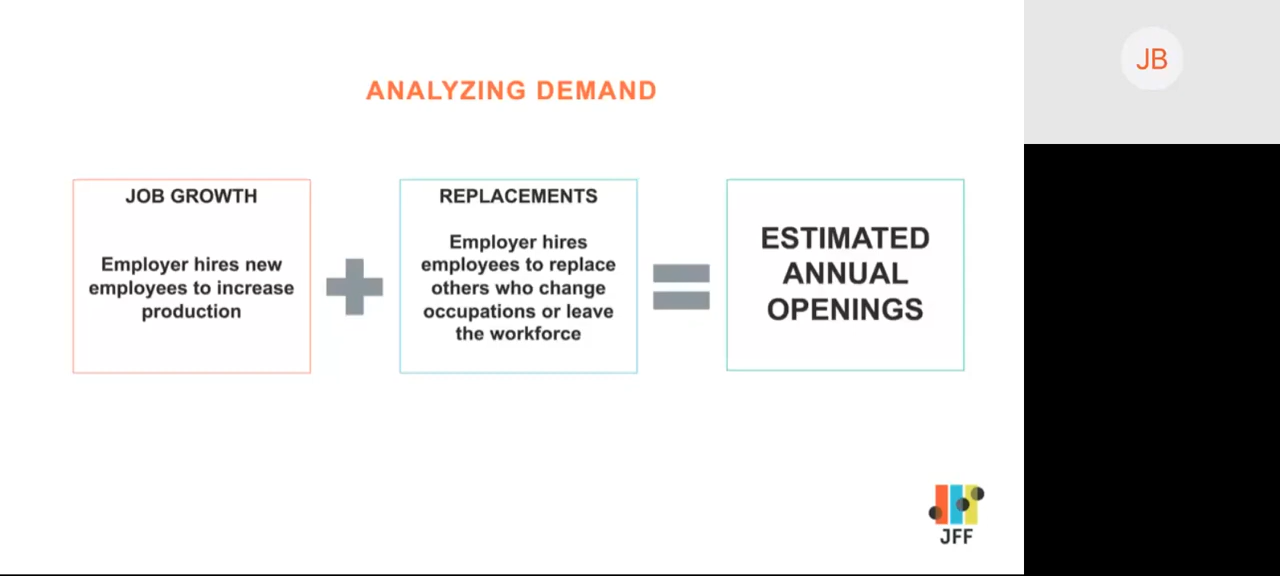 ANALYZING DEMAND
JOB GROWTH
Employer hires new
employees to increase
production
REPLACEMENTS
Employer hires
employees to replace
others who change
occupations or leave
the workforce
ESTIMATED
ANNUAL
OPENINGS
JFF
JB